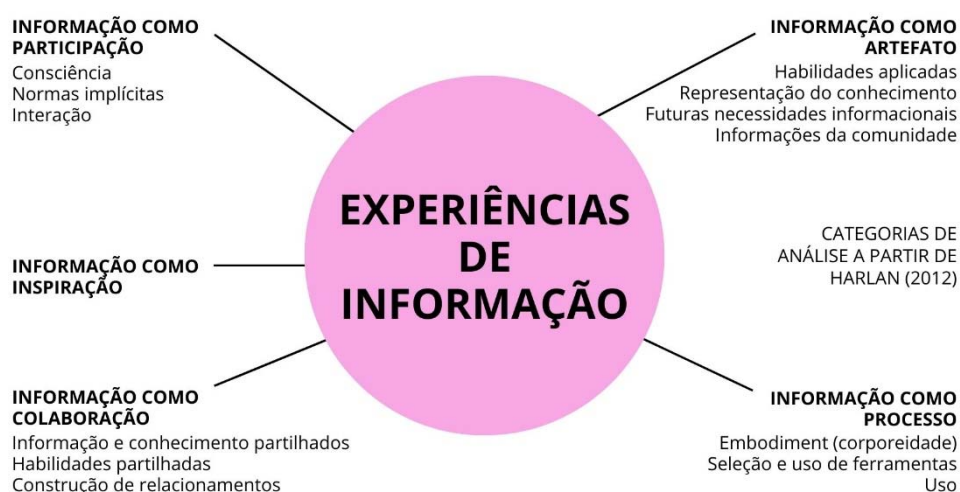 INFORMAÇÃO COMO
PARTICIPAÇÃO
Consciência
Normas implícitas
Interação
INFORMAÇÃO COMO
ARTEFATO
Habilidades aplicadas
Representação do conhecimento
Futuras necessidades informacionais
Informações da comunidade
EXPERIÊNCIAS
DE
INFORMAÇÃO
CATEGORIAS DE
ANÁLISE A PARTIR DE
HARLAN (2012)
INFORMAÇÃO COMO
INSPIRAÇÃO
INFORMAÇÃO COMO
COLABORAÇÃO
Informação e conhecimento partilhados
Habilidades partilhadas
Construção de relacionamentos
INFORMAÇÃO COMO
PROCESSO
Embodiment (corporeidade)
Seleção e uso de ferramentas
Uso